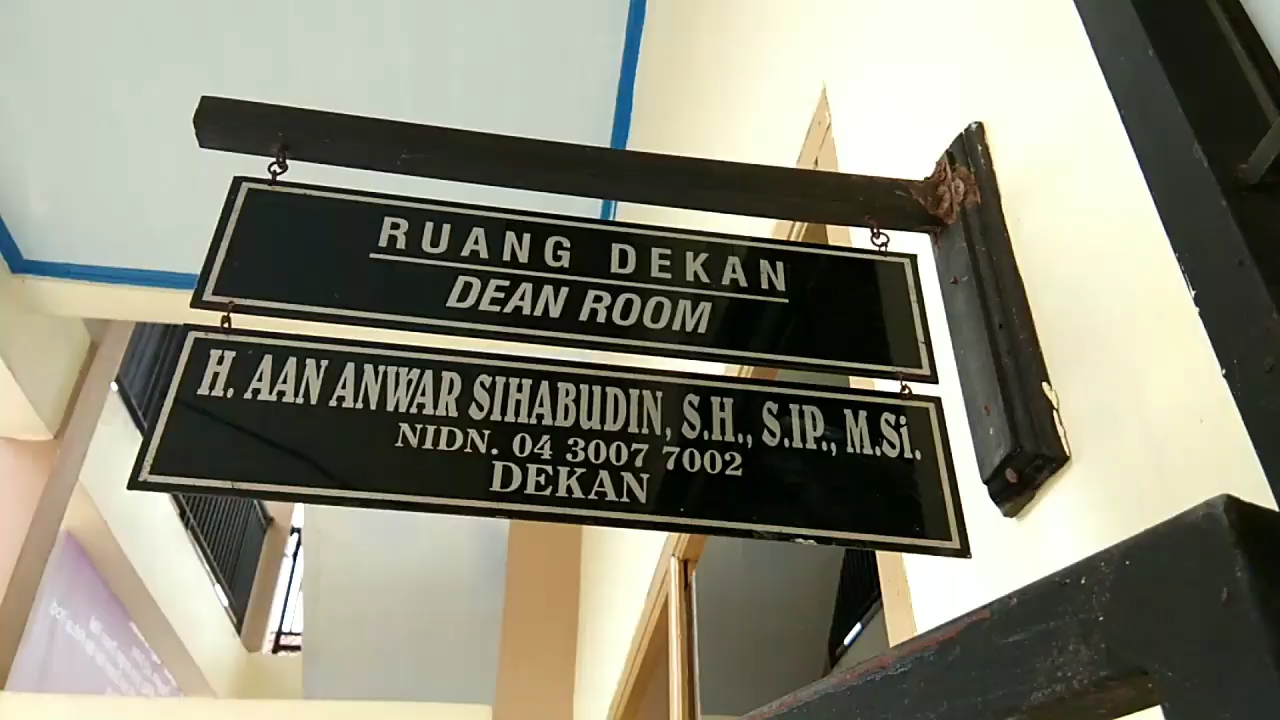 RUANG DEKAN
DEAN ROOM
H. AAN ANWAR SIHABUDIN, S.H., S.IP., M.Si.
NIDN. 04 3007 7002
DEKAN